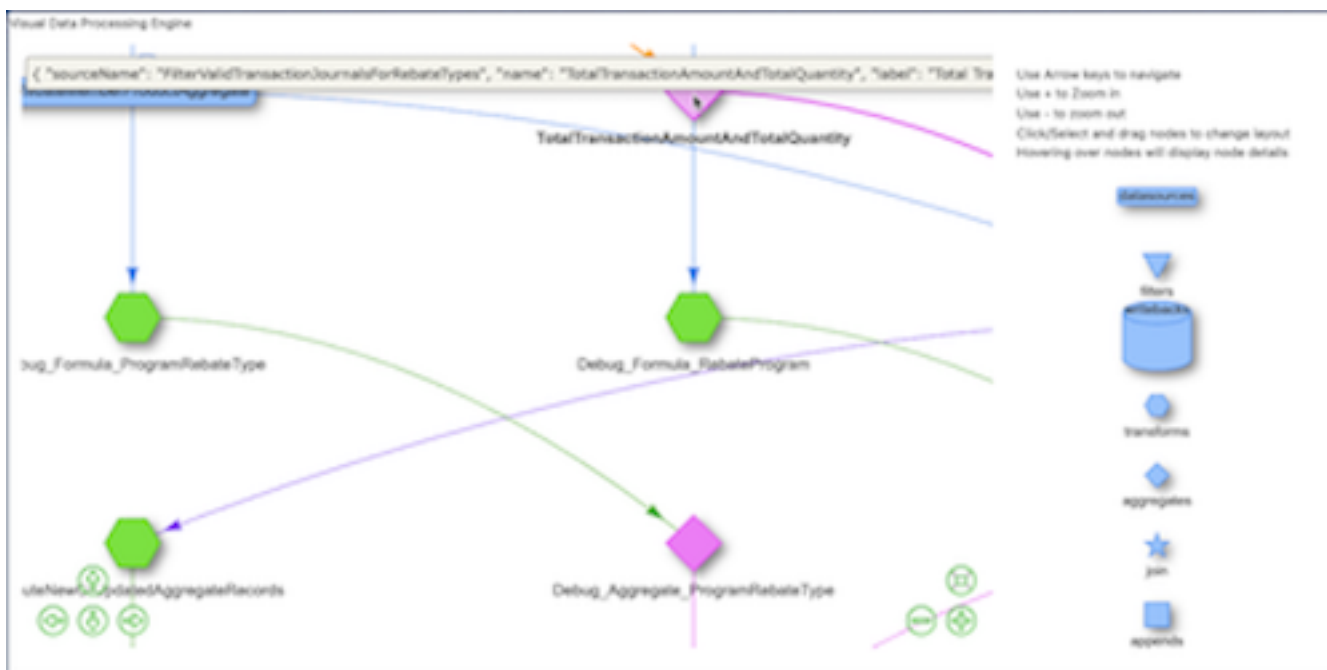 Visual Data Processing Engine
{ "sourceName": "FilterValidTransactionJournalsForRebateTypes", "name": "TotalTransactionAmountAndTotalQuantity", "label": "Total Tra
TotalTransactionAmountAndTotalQuantity
Use Arrow keys to navigate
Use + to Zoom in
Use - to zoom out
Click/Select and drag nodes to change layout
Hovering over nodes will display node details
datasources
filters
writebacks
transforms
aggregates
join
appends
bug_Formula_ProgramRebateType
Debug_Formula_RebateProgram
Debug_Aggregate_ProgramRebateType